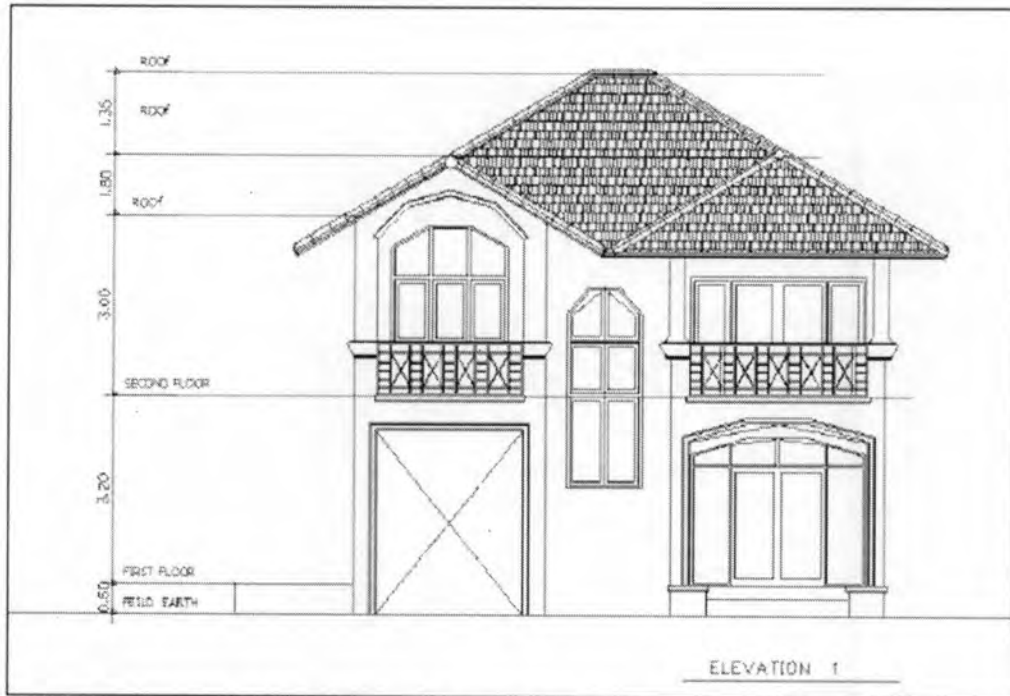 ROOF
1.35
ROOF
1.80
ROOF
3.00
SECOND FLOOR
3.20
FIRST FLOOR
0.50
FEILD EARTH
ELEVATION 1